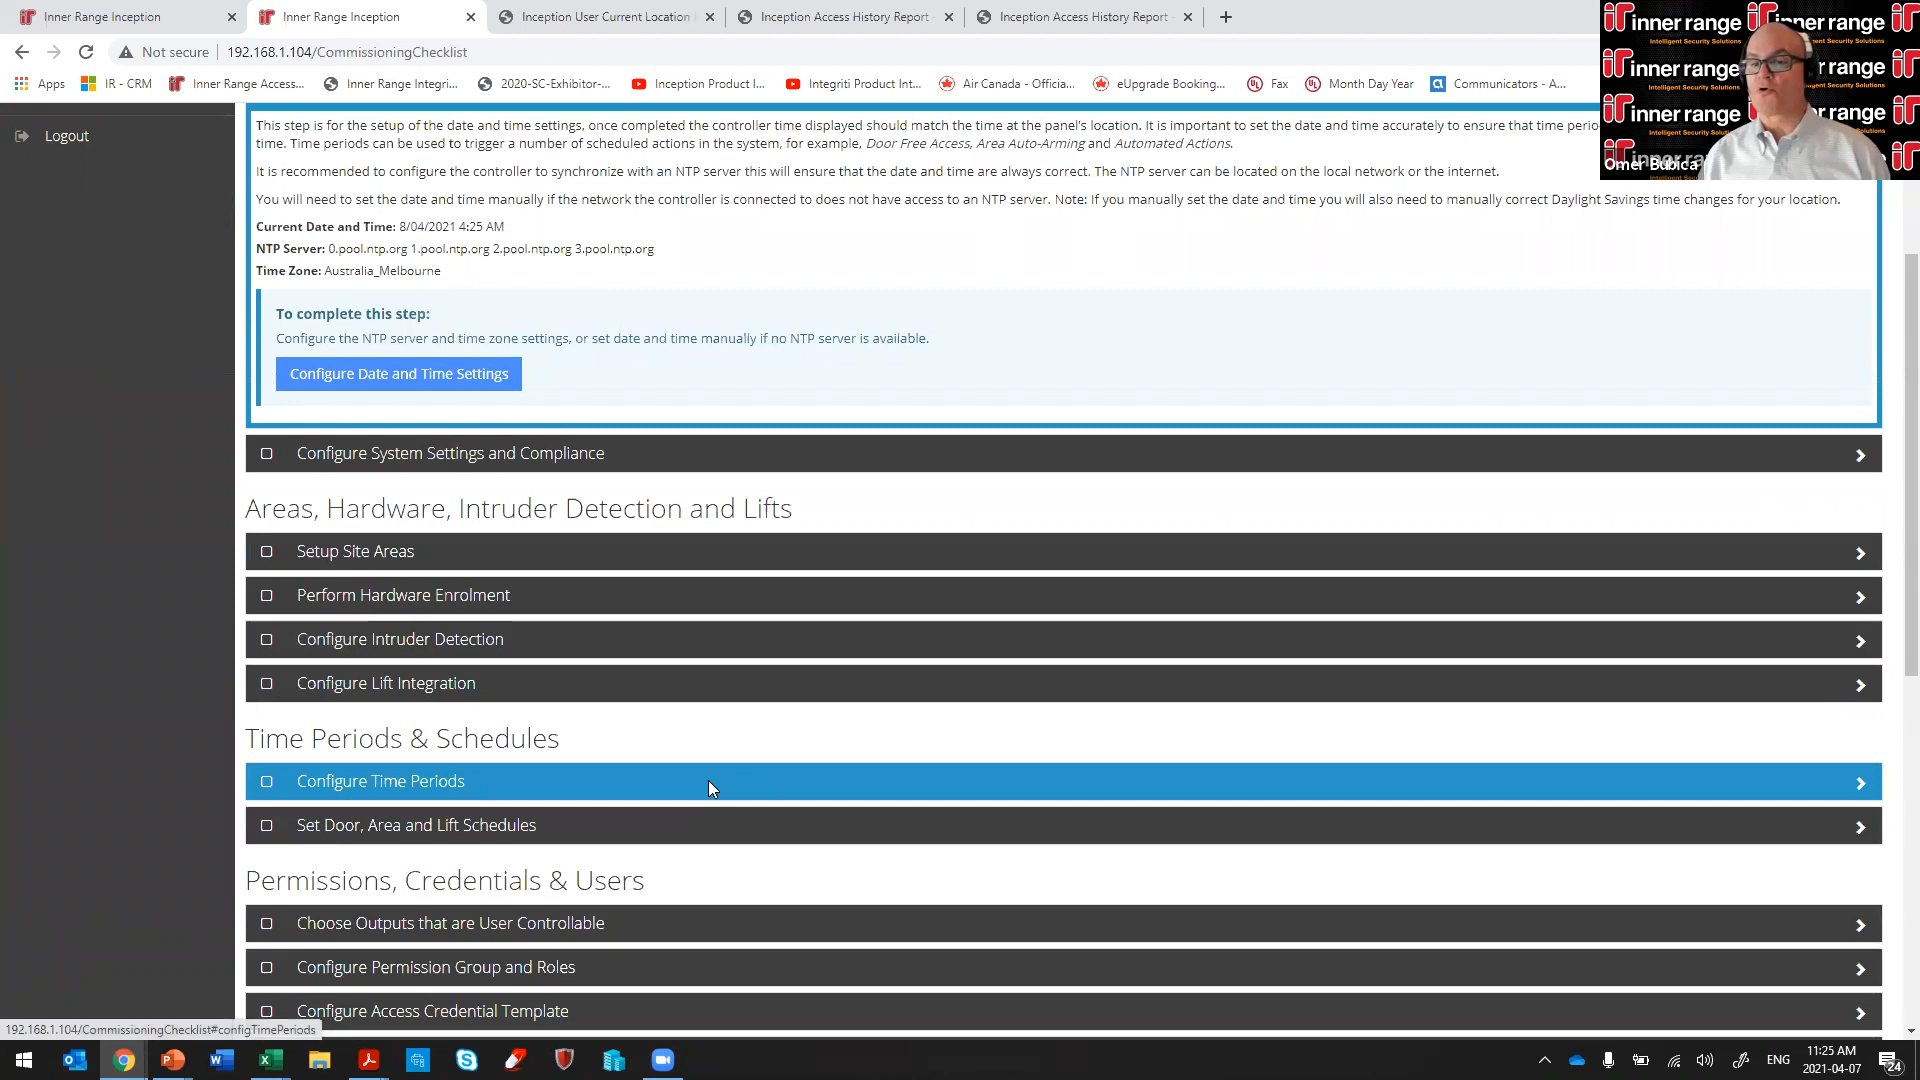 Inner Range Inception
Inner Range Inception
Inception User Current Location
Inception Access History Report
Inception Access History Report
Not secure
192.168.1.104/CommissioningChecklist
Apps
IR - CRM
Inner Range Access...
Inner Range Integri...
2020-SC-Exhibitor-...
Inception Product I...
Integriti Product Int...
Air Canada - Officia...
eUpgrade Booking...
Fax
Month Day Year
Communicators - A...
inner range
Intelligent Security Solutions
Omer Bubica
Logout
This step is for the setup of the date and time settings, once completed the controller time displayed should match the time at the panel's location. It is important to set the date and time accurately to ensure that time perio
time. Time periods can be used to trigger a number of scheduled actions in the system, for example, Door Free Access, Area Auto-Arming and Automated Actions.
It is recommended to configure the controller to synchronize with an NTP server this will ensure that the date and time are always correct. The NTP server can be located on the local network or the internet.
You will need to set the date and time manually if the network the controller is connected to does not have access to an NTP server. Note: If you manually set the date and time you will also need to manually correct Daylight Savings time changes for your location.
Current Date and Time: 8/04/2021 4:25 AM
NTP Server: 0.pool.ntp.org 1.pool.ntp.org 2.pool.ntp.org 3.pool.ntp.org
Time Zone: Australia_Melbourne
To complete this step:
Configure the NTP server and time zone settings, or set date and time manually if no NTP server is available.
Configure Date and Time Settings
Configure System Settings and Compliance
Areas, Hardware, Intruder Detection and Lifts
Setup Site Areas
Perform Hardware Enrolment
Configure Intruder Detection
Configure Lift Integration
Time Periods & Schedules
Configure Time Periods
Set Door, Area and Lift Schedules
Permissions, Credentials & Users
Choose Outputs that are User Controllable
Configure Permission Group and Roles
Configure Access Credential Template
192.168.1.104/CommissioningChecklist#configTimePeriods
ENG
11:25 AM
2021-04-07
24